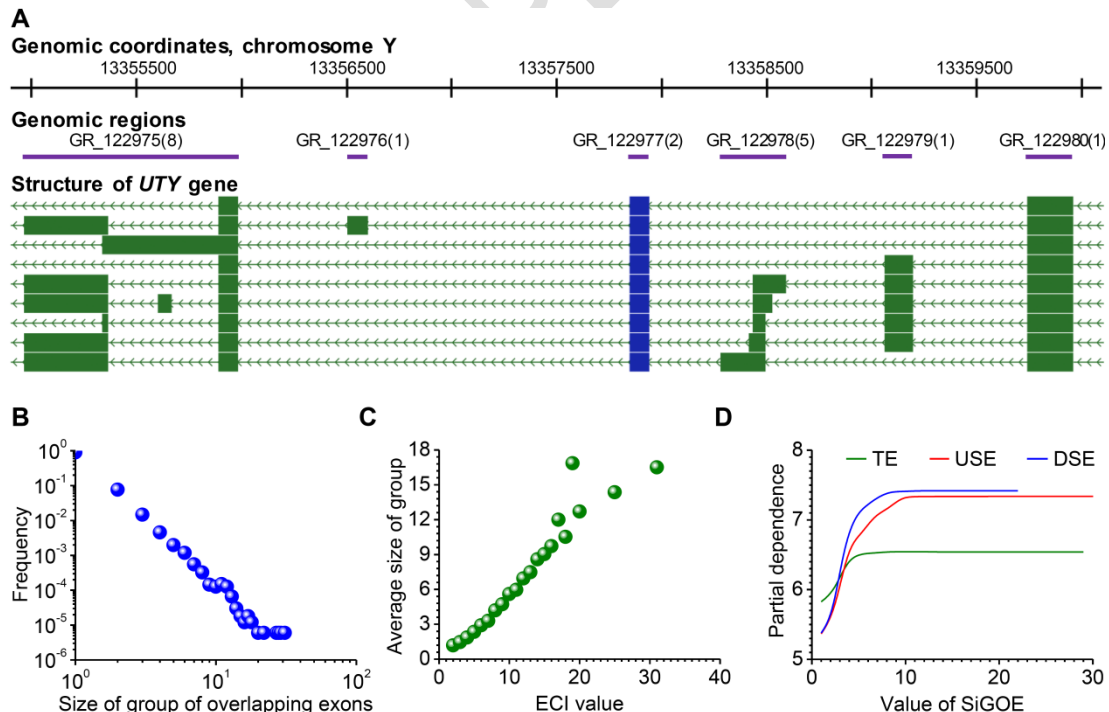 A
Genomic coordinates, chromosome Y
13355500 13356500 13357500 13358500 13359500
Genomic regions
GR_122975(8) GR_122976(1) GR_122977(2) GR_122978(5) GR_122979(1) GR_122980(1)
Structure of UTY gene
B
Frequency
10^0
10^-1
10^-2
10^-3
10^-4
10^-5
10^-6
10^0 10^1 10^2
Size of group of overlapping exons
C
Average size of group
18
15
12
9
6
3
0
0 10 20 30 40
ECI value
D
Partial dependence
8
7
6
5
TE USE DSE
0 10 20 30
Value of SiGOE